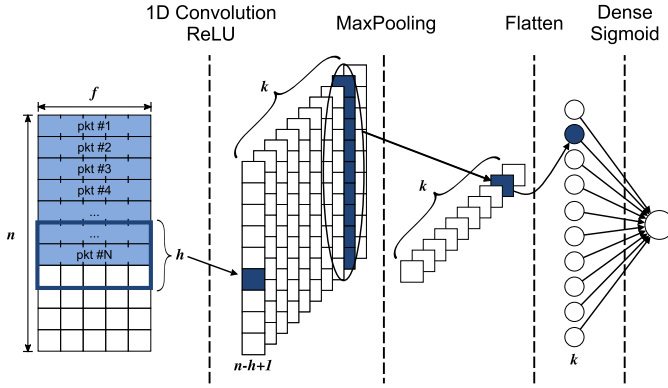 1D Convolution
ReLU
MaxPooling
Flatten
Dense
Sigmoid
f
n
pkt #1
pkt #2
pkt #3
pkt #4
...
...
pkt #N
h
k
n-h+1
k
k